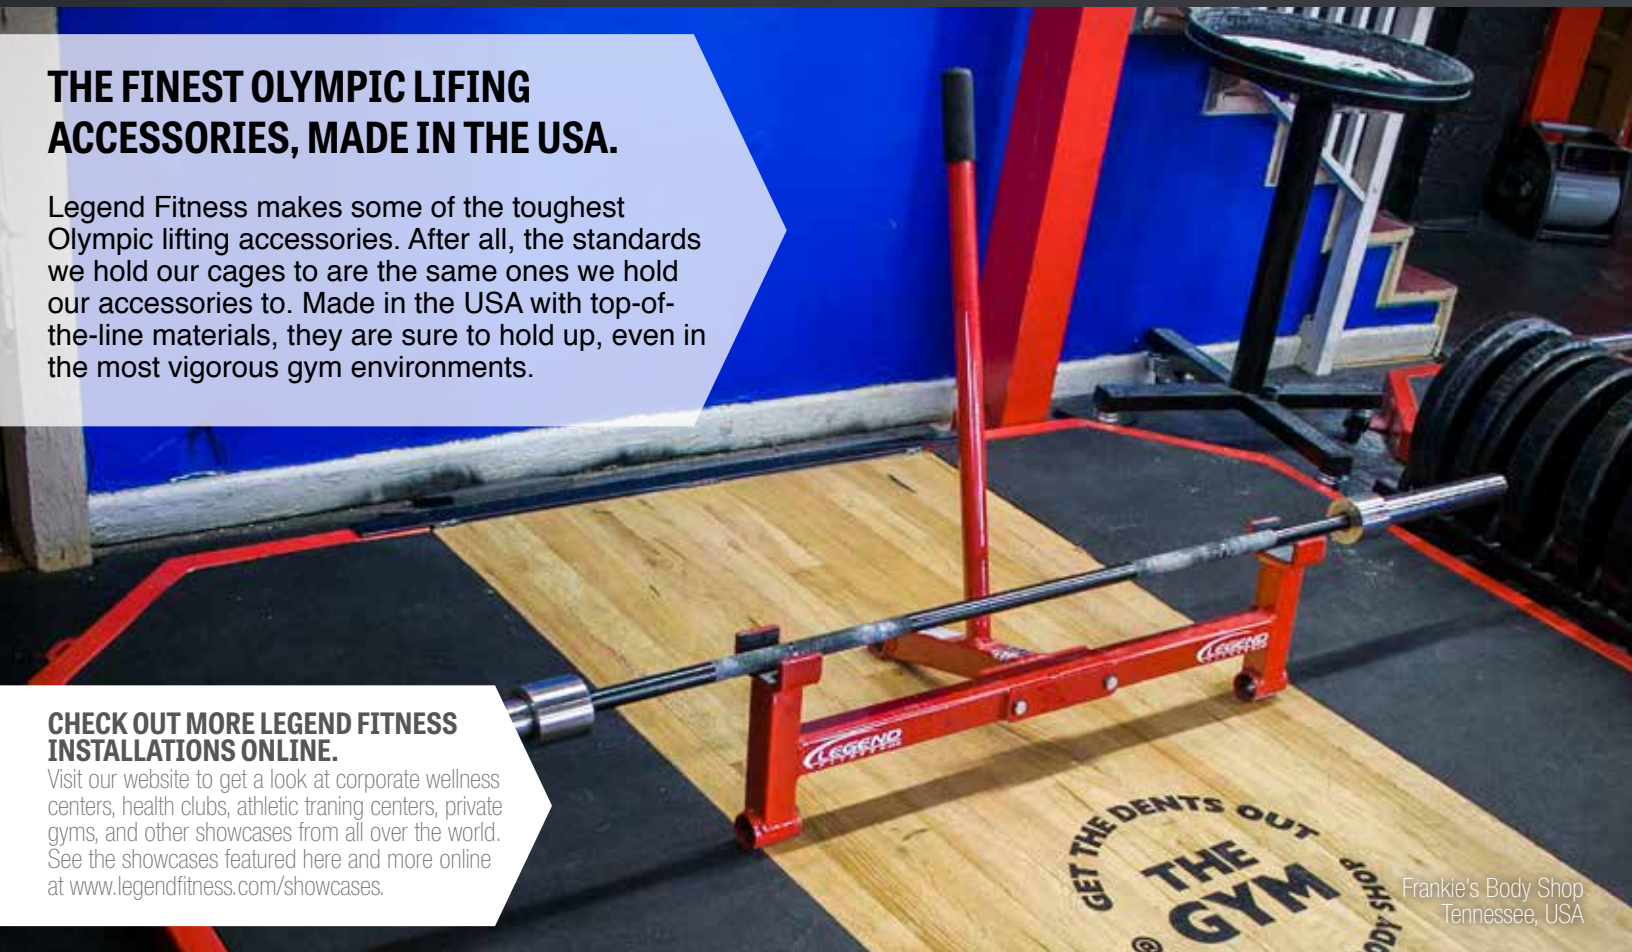 THE FINEST OLYMPIC LIFING
ACCESSORIES, MADE IN THE USA.
Legend Fitness makes some of the toughest
Olympic lifting accessories. After all, the standards
we hold our cages to are the same ones we hold
our accessories to. Made in the USA with top-of-
the-line materials, they are sure to hold up, even in
the most vigorous gym environments.
LEGEND
LEGEND
CHECK OUT MORE LEGEND FITNESS
INSTALLATIONS ONLINE.
Visit our website to get a look at corporate wellness
centers, health clubs, athletic traning centers, private
gyms, and other showcases from all over the world.
See the showcases featured here and more online
at www.legendfitness.com/showcases.
GET THE DENTS OUT
THE
GYM
®
SHOP
Frankie's Body Shop
Tennessee, USA